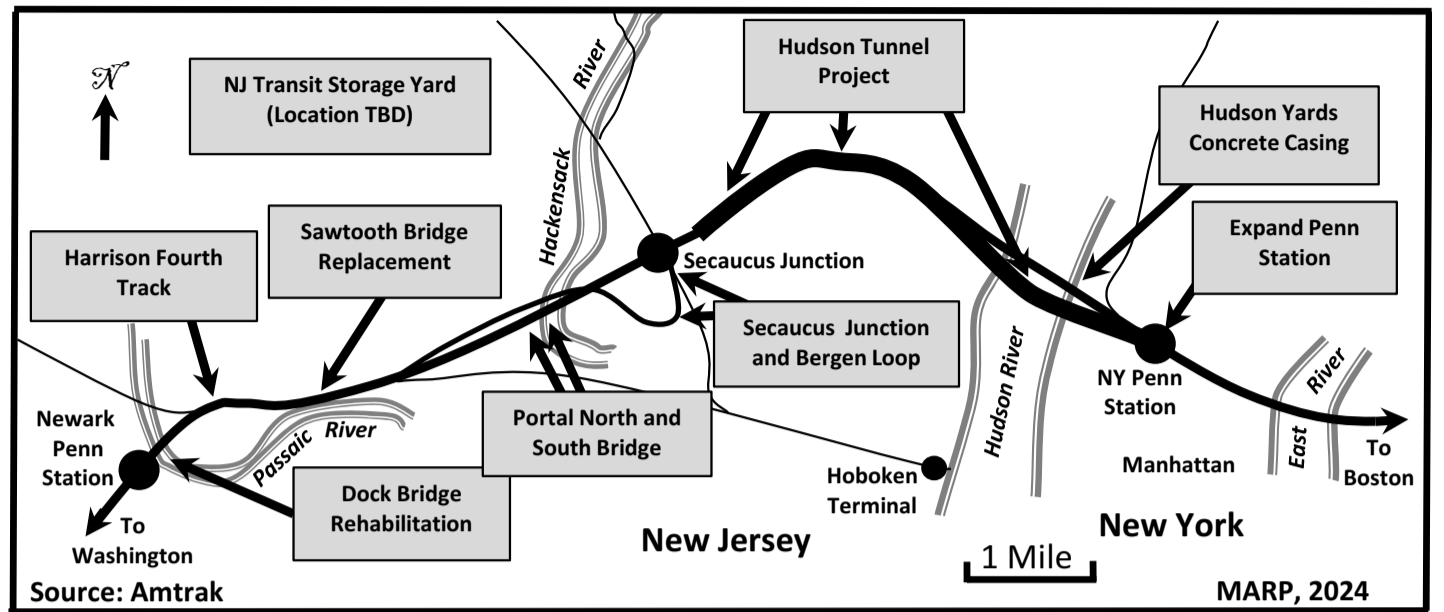 N
NJ Transit Storage Yard
(Location TBD)
Hudson Tunnel
Project
Hudson Yards
Concrete Casing
Expand Penn
Station
Harrison Fourth
Track
Sawtooth Bridge
Replacement
Hackensack
River
Secaucus Junction
Secaucus Junction
and Bergen Loop
Portal North and
South Bridge
Dock Bridge
Rehabilitation
Newark
Penn
Station
To
Washington
Passaic
River
Hoboken
Terminal
Hudson River
NY Penn
Station
Manhattan
East
River
To
Boston
New Jersey
New York
1 Mile
Source: Amtrak
MARP, 2024